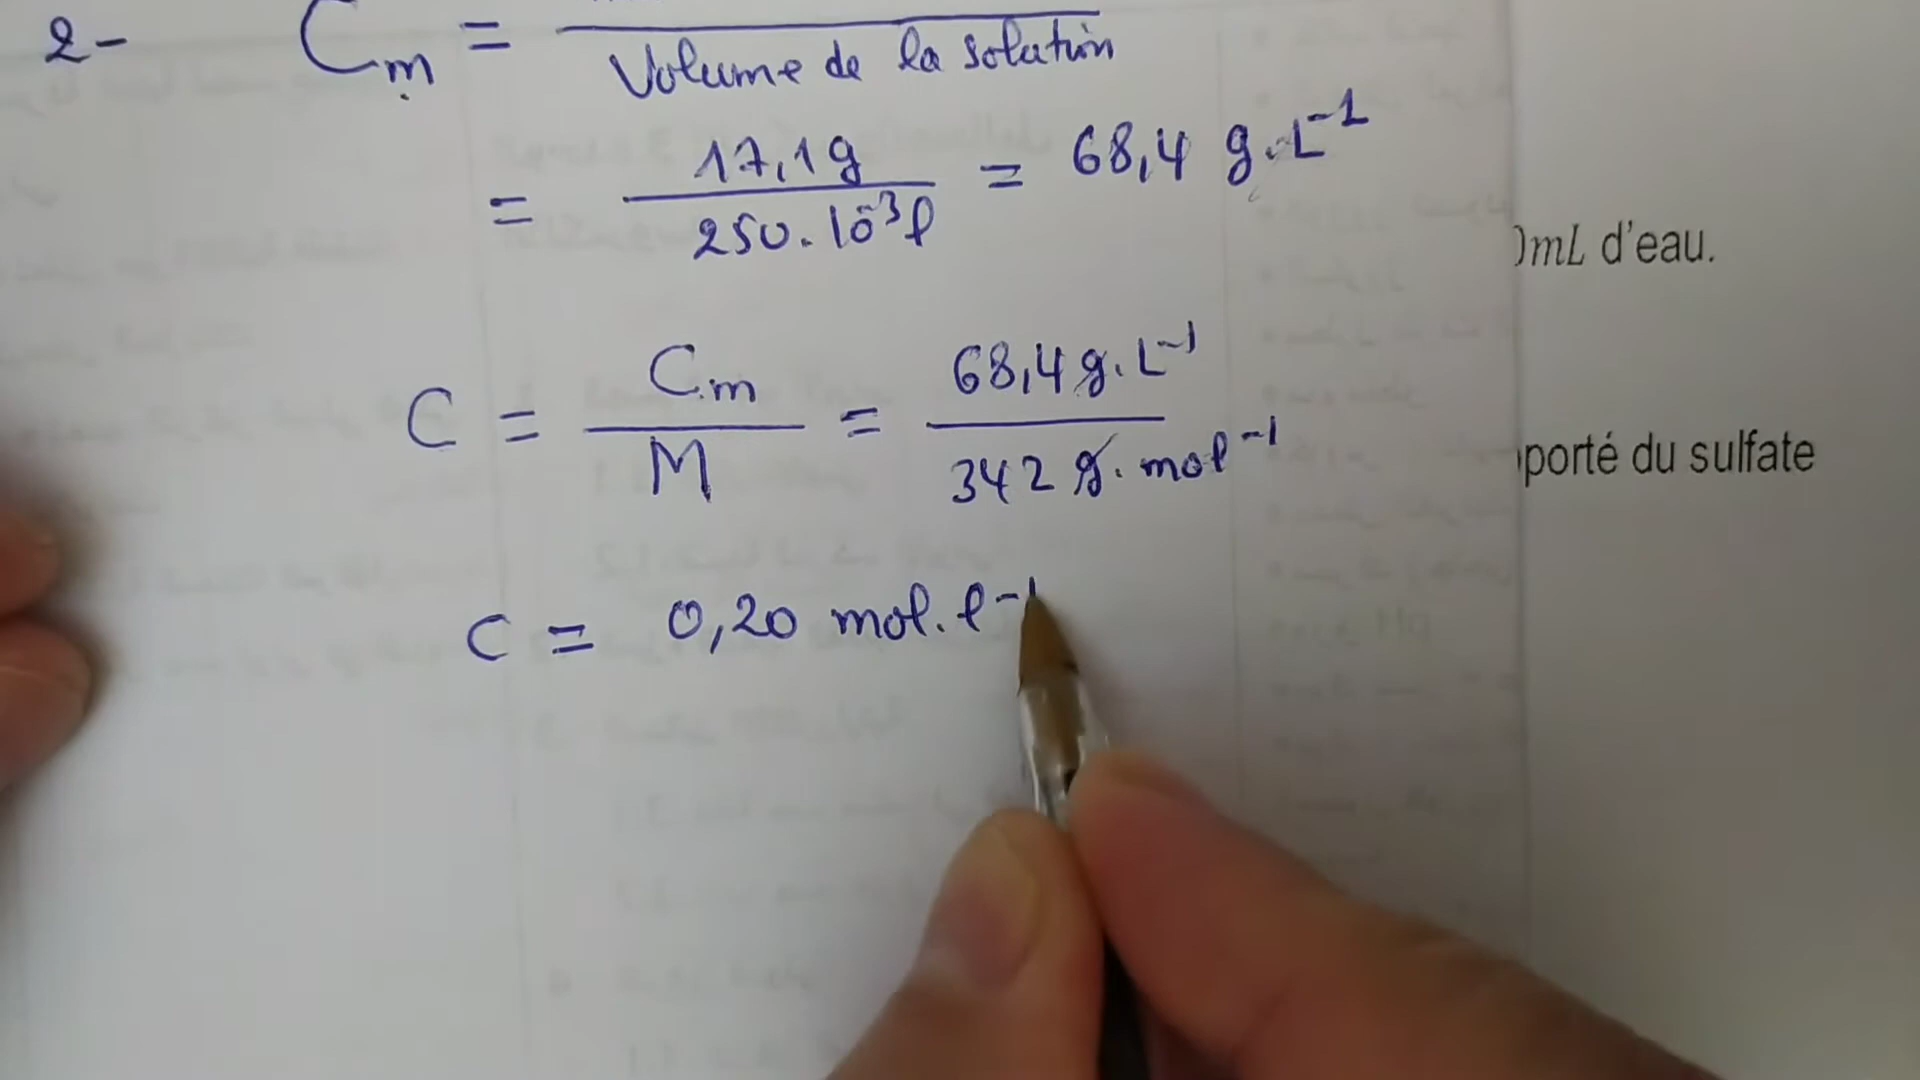 2- Cm =
Volume de la solution
= 17,1g / 250. 10⁻³l = 68,4 g.L⁻¹
C = Cm / M = 68,4 g. L⁻¹ / 342 g. mol⁻¹
C = 0,20 mol. l⁻¹
mL d'eau.
porté du sulfate